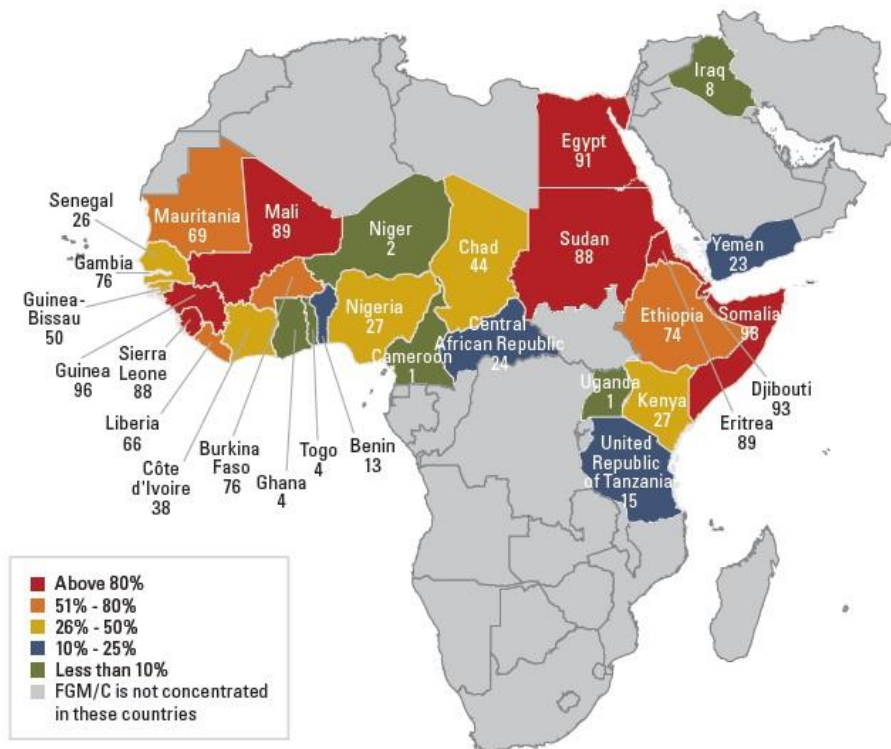 Iraq
8
Egypt
91
Senegal
26
Mauritania
69
Mali
89
Niger
2
Chad
44
Sudan
88
Yemen
23
Gambia
76
Guinea-
Bissau
50
Nigeria
27
Ethiopia
74
Somalia
98
Guinea
96
Sierra
Leone
88
Central
African Republic
24
Cameroon
1
Uganda
1
Kenya
27
Djibouti
93
Eritrea
89
Liberia
66
Côte
d'Ivoire
38
Burkina
Faso
76
Ghana
4
Togo
4
Benin
13
United
Republic
of Tanzania
15
Above 80%
51% - 80%
26% - 50%
10% - 25%
Less than 10%
FGM/C is not concentrated
in these countries